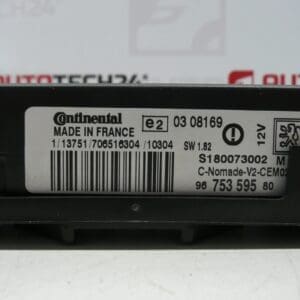 AUTOTECH24
Continental
e2
03 08169
MADE IN FRANCE
12V
1/13751/706516304/10304
SW 1.82
S180073002 M
C-Nomade-V2-CEM02
96 753 595 80